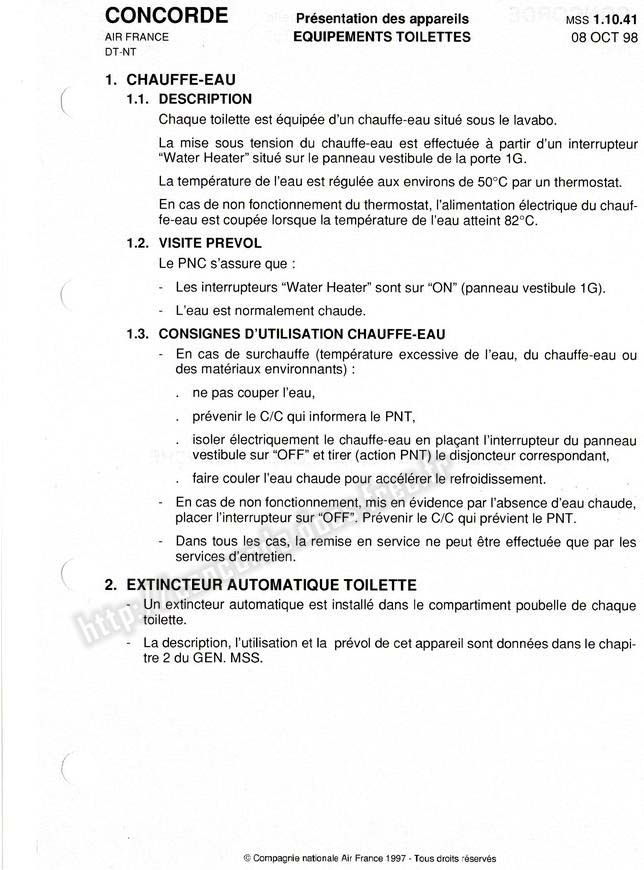 CONCORDE
AIR FRANCE
DT-NT
Présentation des appareils
EQUIPEMENTS TOILETTES
MSS 1.10.41
08 OCT 98
1. CHAUFFE-EAU
1.1. DESCRIPTION
Chaque toilette est équipée d'un chauffe-eau situé sous le lavabo.
La mise sous tension du chauffe-eau est effectuée à partir d'un interrupteur
“Water Heater” situé sur le panneau vestibule de la porte 1G.
La température de l'eau est régulée aux environs de 50°C par un thermostat.
En cas de non fonctionnement du thermostat, l'alimentation électrique du chauf-
fe-eau est coupée lorsque la température de l'eau atteint 82°C.
1.2. VISITE PREVOL
Le PNC s'assure que :
- Les interrupteurs “Water Heater” sont sur “ON” (panneau vestibule 1G).
- L'eau est normalement chaude.
1.3. CONSIGNES D'UTILISATION CHAUFFE-EAU
- En cas de surchauffe (température excessive de l'eau, du chauffe-eau ou
des matériaux environnants) :
. ne pas couper l'eau,
. prévenir le C/C qui informera le PNT,
. isoler électriquement le chauffe-eau en plaçant l'interrupteur du panneau
vestibule sur “OFF” et tirer (action PNT) le disjoncteur correspondant,
. faire couler l'eau chaude pour accélérer le refroidissement.
- En cas de non fonctionnement, mis en évidence par l'absence d'eau chaude,
placer l'interrupteur sur “OFF”. Prévenir le C/C qui prévient le PNT.
- Dans tous les cas, la remise en service ne peut être effectuée que par les
services d'entretien.
2. EXTINCTEUR AUTOMATIQUE TOILETTE
- Un extincteur automatique est installé dans le compartiment poubelle de chaque
toilette.
- La description, l'utilisation et la prévol de cet appareil sont données dans le chapi-
tre 2 du GEN. MSS.
© Compagnie nationale Air France 1997 - Tous droits réservés